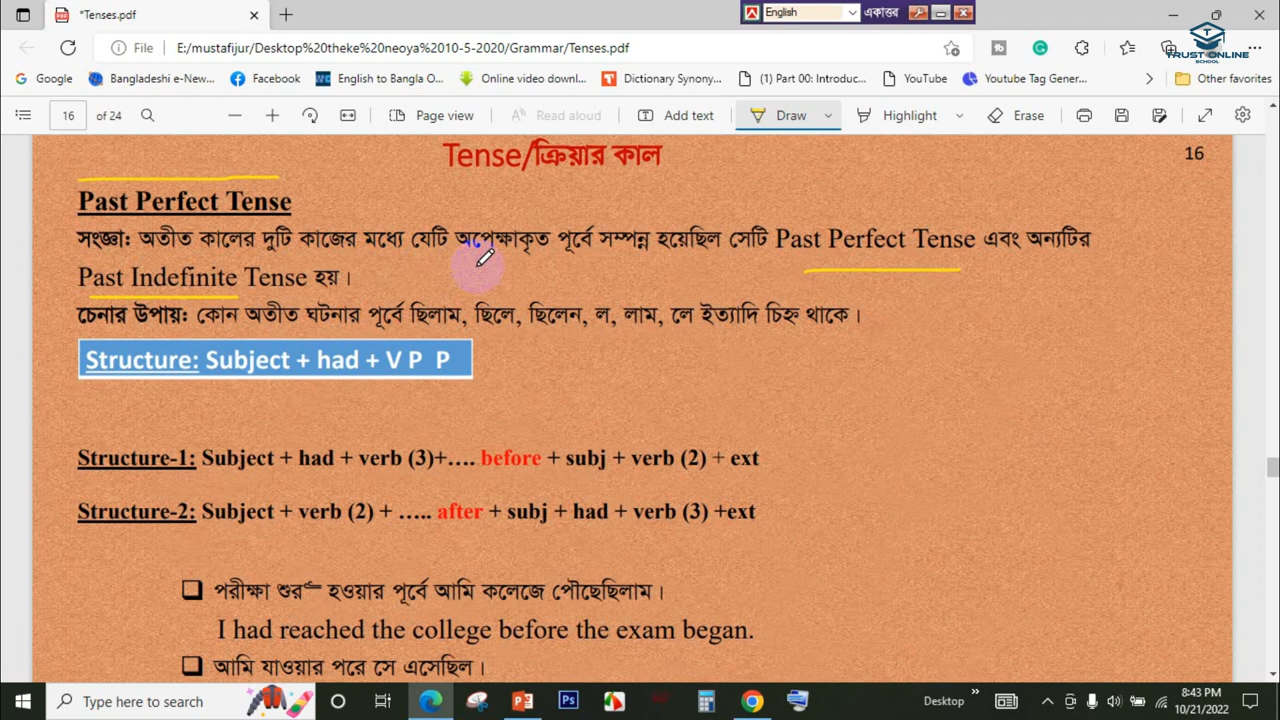 *Tenses.pdf
English
একাত্তর
File
E:/mustafijur/Desktop%20theke%20neoya%2010-5-2020/Grammar/Tenses.pdf
TRUST ONLINE
SCHOOL
Google
Bangladeshi e-New...
Facebook
English to Bangla O...
Online video downl...
Dictionary Synony...
(1) Part 00: Introduc...
YouTube
Youtube Tag Gener...
Other favorites
16 of 24
Page view
Read aloud
Add text
Draw
Highlight
Erase
Tense/ক্রিয়ার কাল
16
Past Perfect Tense
সংজ্ঞা: অতীত কালের দুটি কাজের মধ্যে যেটি অপেক্ষাকৃত পূর্বে সম্পন্ন হয়েছিল সেটি Past Perfect Tense এবং অন্যটির
Past Indefinite Tense হয়।
চেনার উপায়: কোন অতীত ঘটনার পূর্বে ছিলাম, ছিলে, ছিলেন, ল, লাম, লে ইত্যাদি চিহ্ন থাকে।
Structure: Subject + had + V P P
Structure-1: Subject + had + verb (3)+…. before + subj + verb (2) + ext
Structure-2: Subject + verb (2) + ….. after + subj + had + verb (3) +ext
পরীক্ষা শুর হওয়ার পূর্বে আমি কলেজে পৌছেছিলাম।
I had reached the college before the exam began.
আমি যাওয়ার পরে সে এসেছিল।
Type here to search
Desktop
8:43 PM
10/21/2022